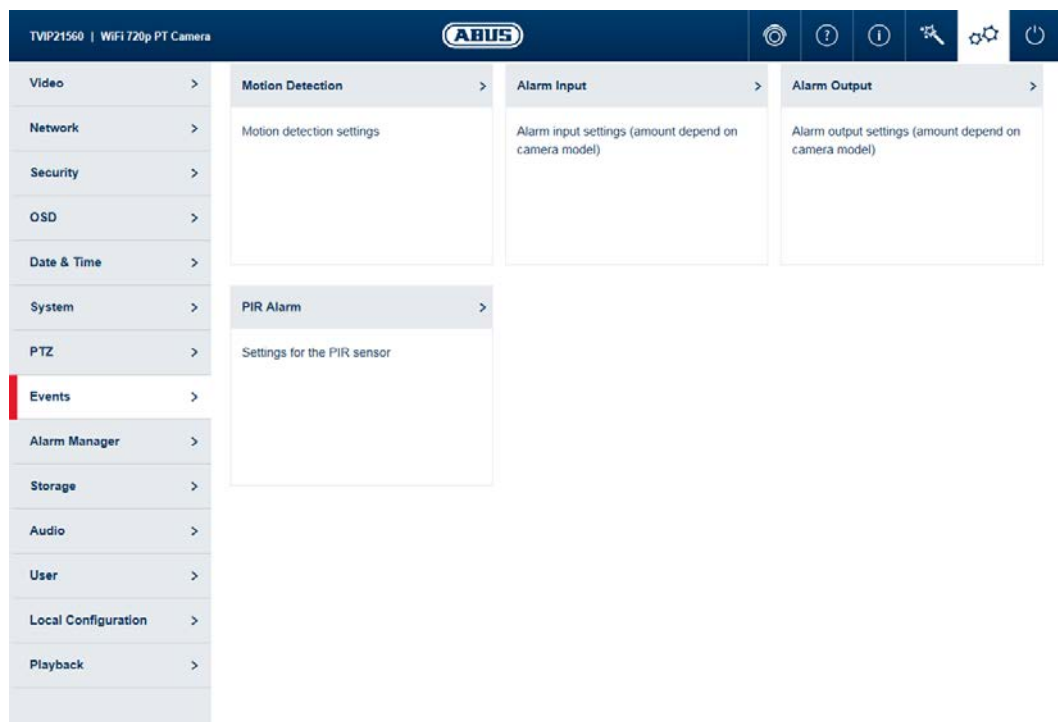 TVIP21560 | WiFi 720p PT Camera
ABUS
Video
Network
Security
OSD
Date & Time
System
PTZ
Events
Alarm Manager
Storage
Audio
User
Local Configuration
Playback
Motion Detection
Motion detection settings
Alarm Input
Alarm input settings (amount depend on
camera model)
Alarm Output
Alarm output settings (amount depend on
camera model)
PIR Alarm
Settings for the PIR sensor